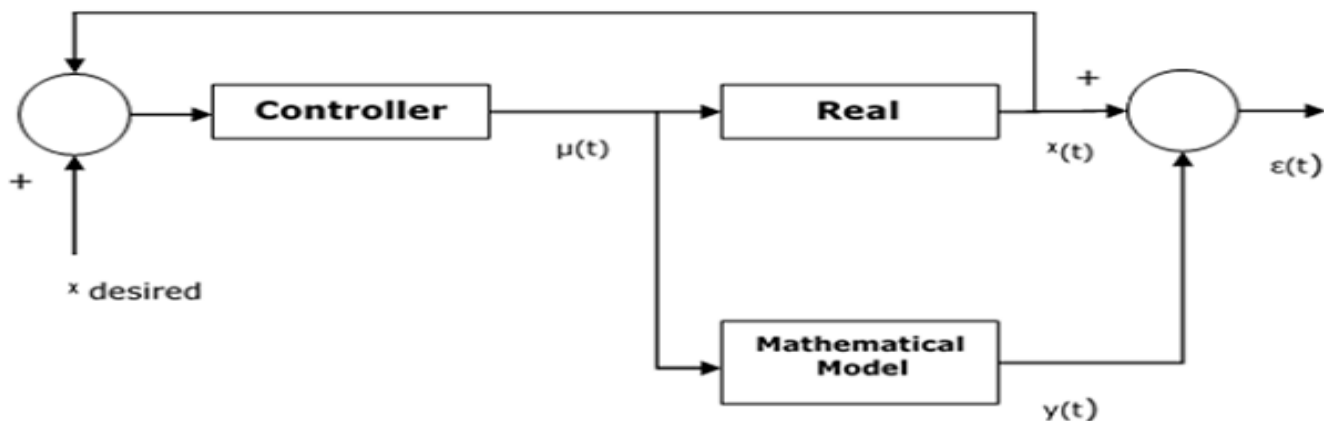 Controller
μ(t)
Real
+
x(t)
ε(t)
+
x desired
Mathematical
Model
y(t)